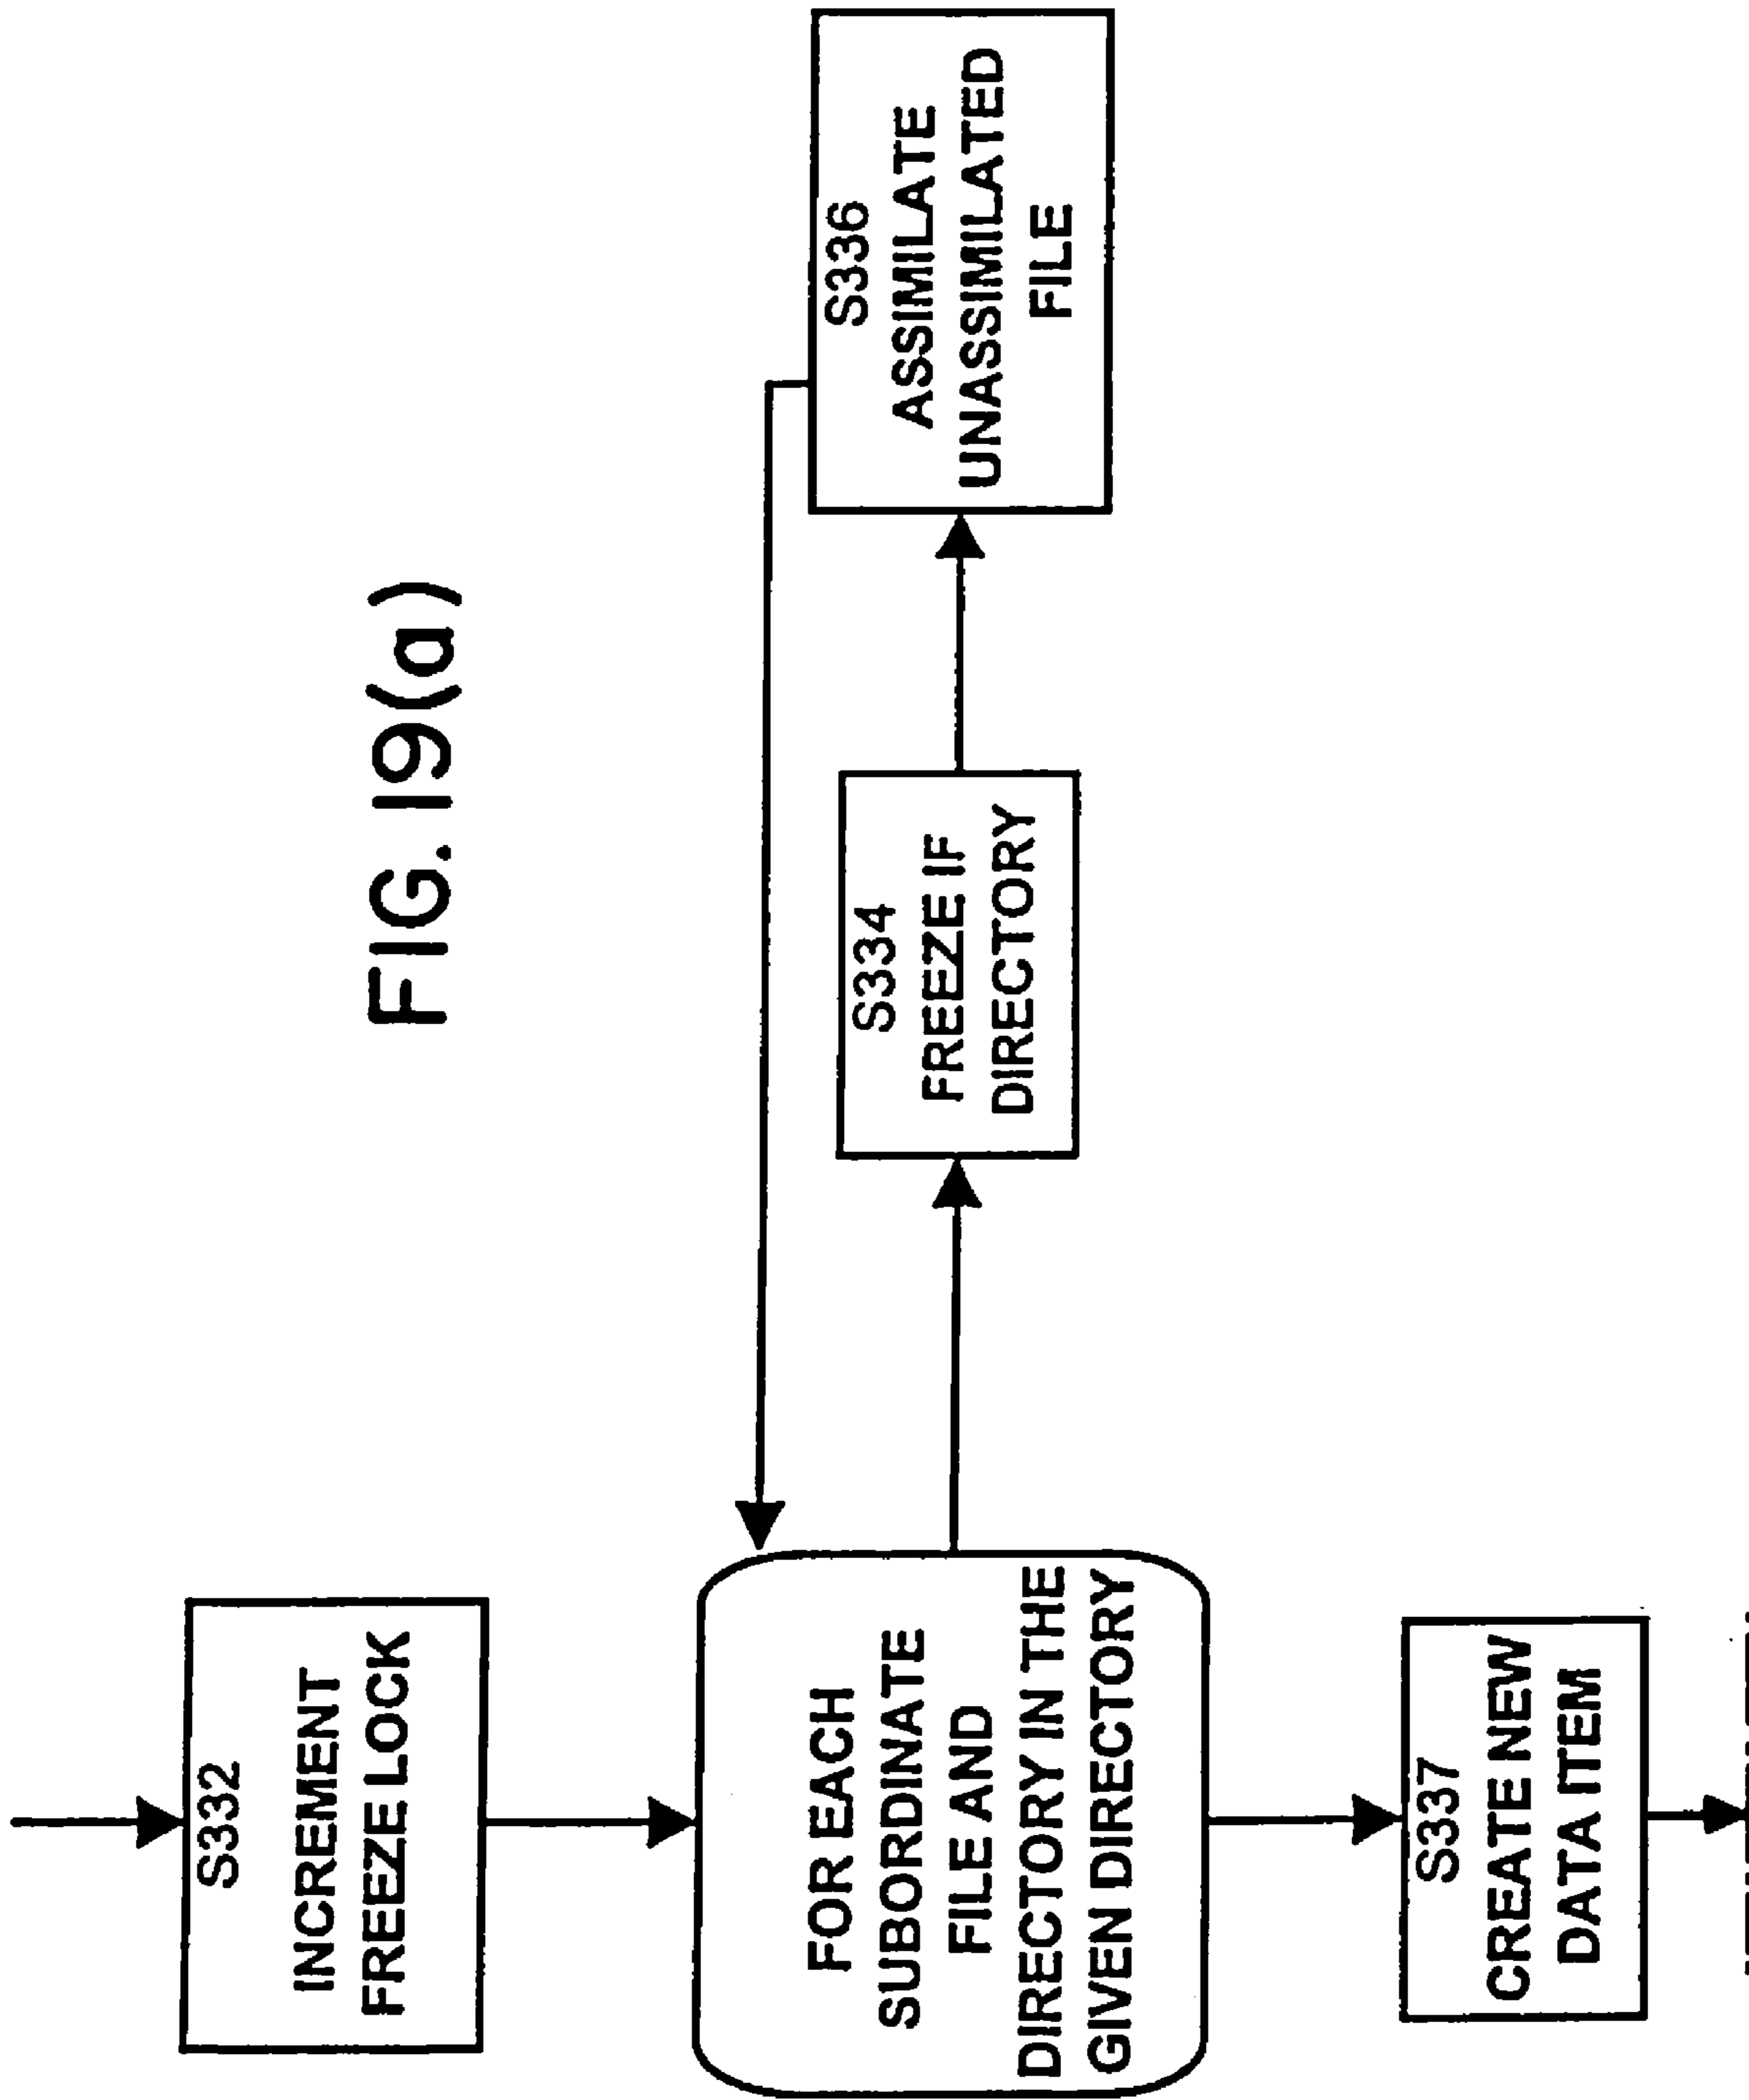 FIG. 19(a)
S332
INCREMENT
FREEZE LOCK
FOR EACH
SUBORDINATE
FILE AND
DIRECTORY IN THE
GIVEN DIRECTORY
S334
FREEZE IF
DIRECTORY
S336
ASSIMILATE
UNASSIMILATED
FILE
S337
CREATE NEW
DATA ITEM